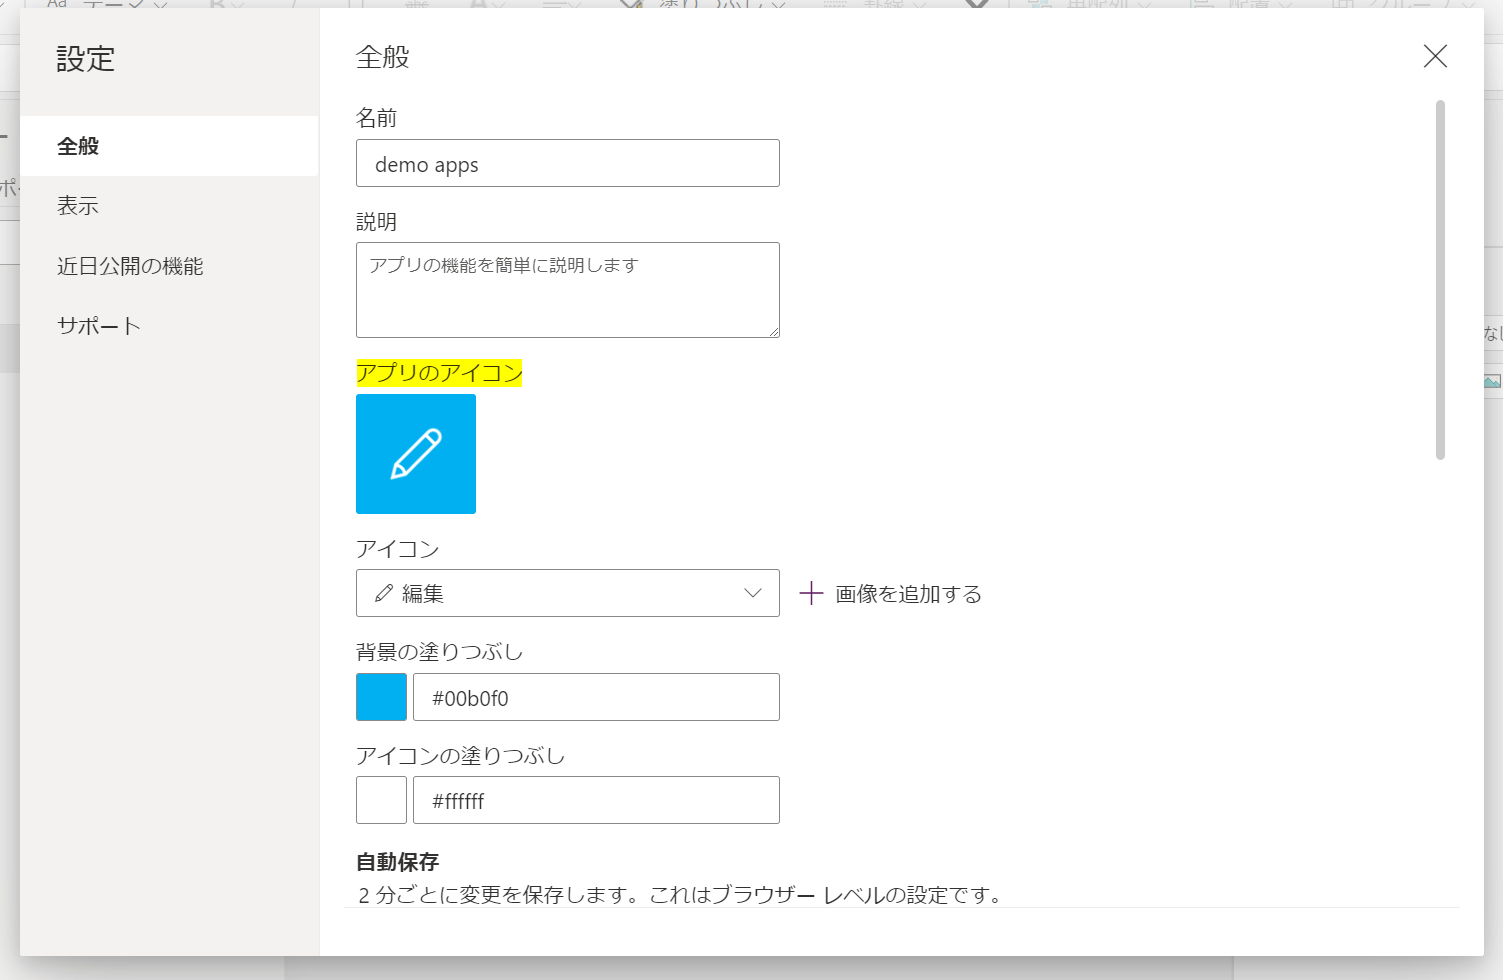 設定
全般
表示
近日公開の機能
サポート
全般
名前
demo apps
説明
アプリの機能を簡単に説明します
アプリのアイコン
アイコン
編集
画像を追加する
背景の塗りつぶし
#00b0f0
アイコンの塗りつぶし
#ffffff
自動保存
2 分ごとに変更を保存します。これはブラウザー レベルの設定です。